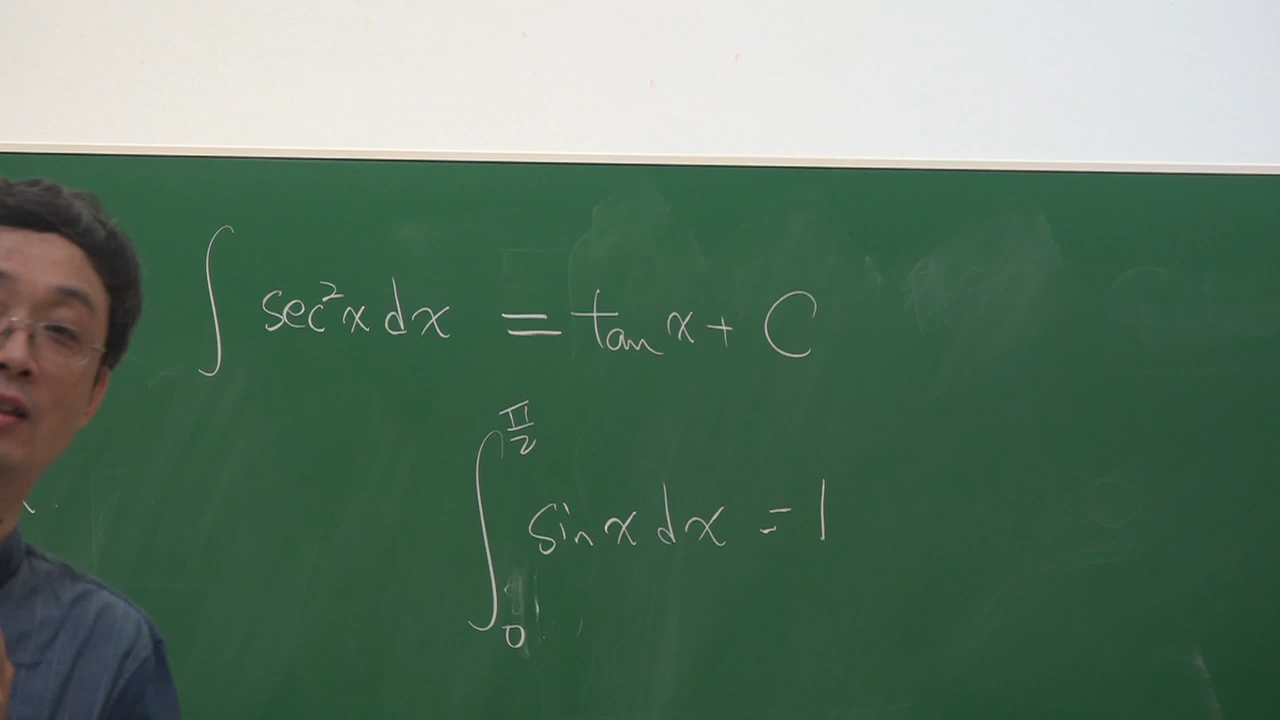 ∫ sec²x dx = tan x + C
∫₀^{π/2} sin x dx = 1